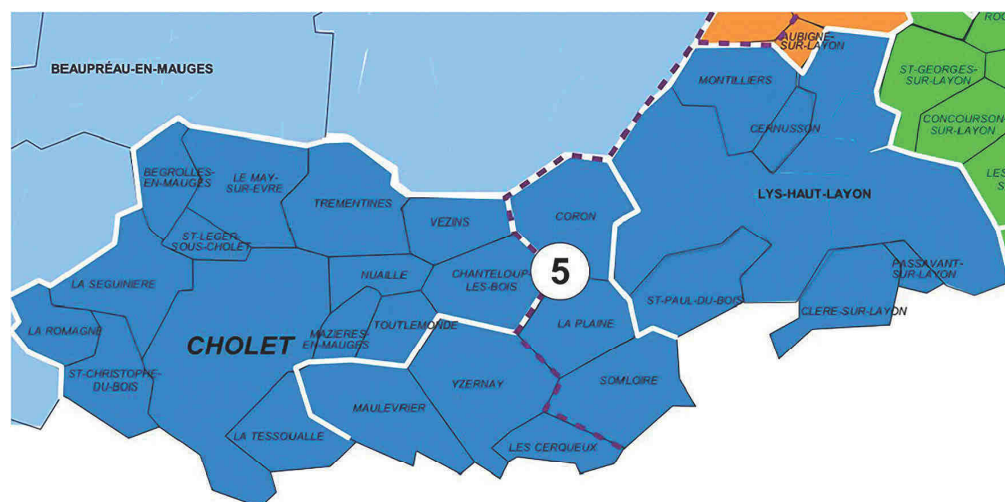 ROC
AUBIGNE-
SUR-LAYON
BEAUPRÉAU-EN-MAUGES
MONTILLIERS
ST-GEORGES-
SUR-LAYON
CERNUSSON
CONCOURSON-
SUR-LAYON
BEGROLLES-
EN-MAUGES
LE MAY-
SUR-EVRE
LES
S
TREMENTINES
LYS-HAUT-LAYON
VEZINS
CORON
ST-LEGER-
SOUS-CHOLET
5
NUAILLE
CHANTELOUP-
LES-BOIS
PASSAVANT-
SUR-LAYON
LA SEGUINIERE
ST-PAUL-DU-BOIS
CLERE-SUR-LAYON
LA ROMAGNE
TOUTLEMONDE
LA PLAINE
MAZIERES-
EN-MAUGES
CHOLET
ST-CHRISTOPHE-
DU-BOIS
YZERNAY
SOMLOIRE
MAULEVRIER
LA TESSOUALLE
LES CERQUEUX